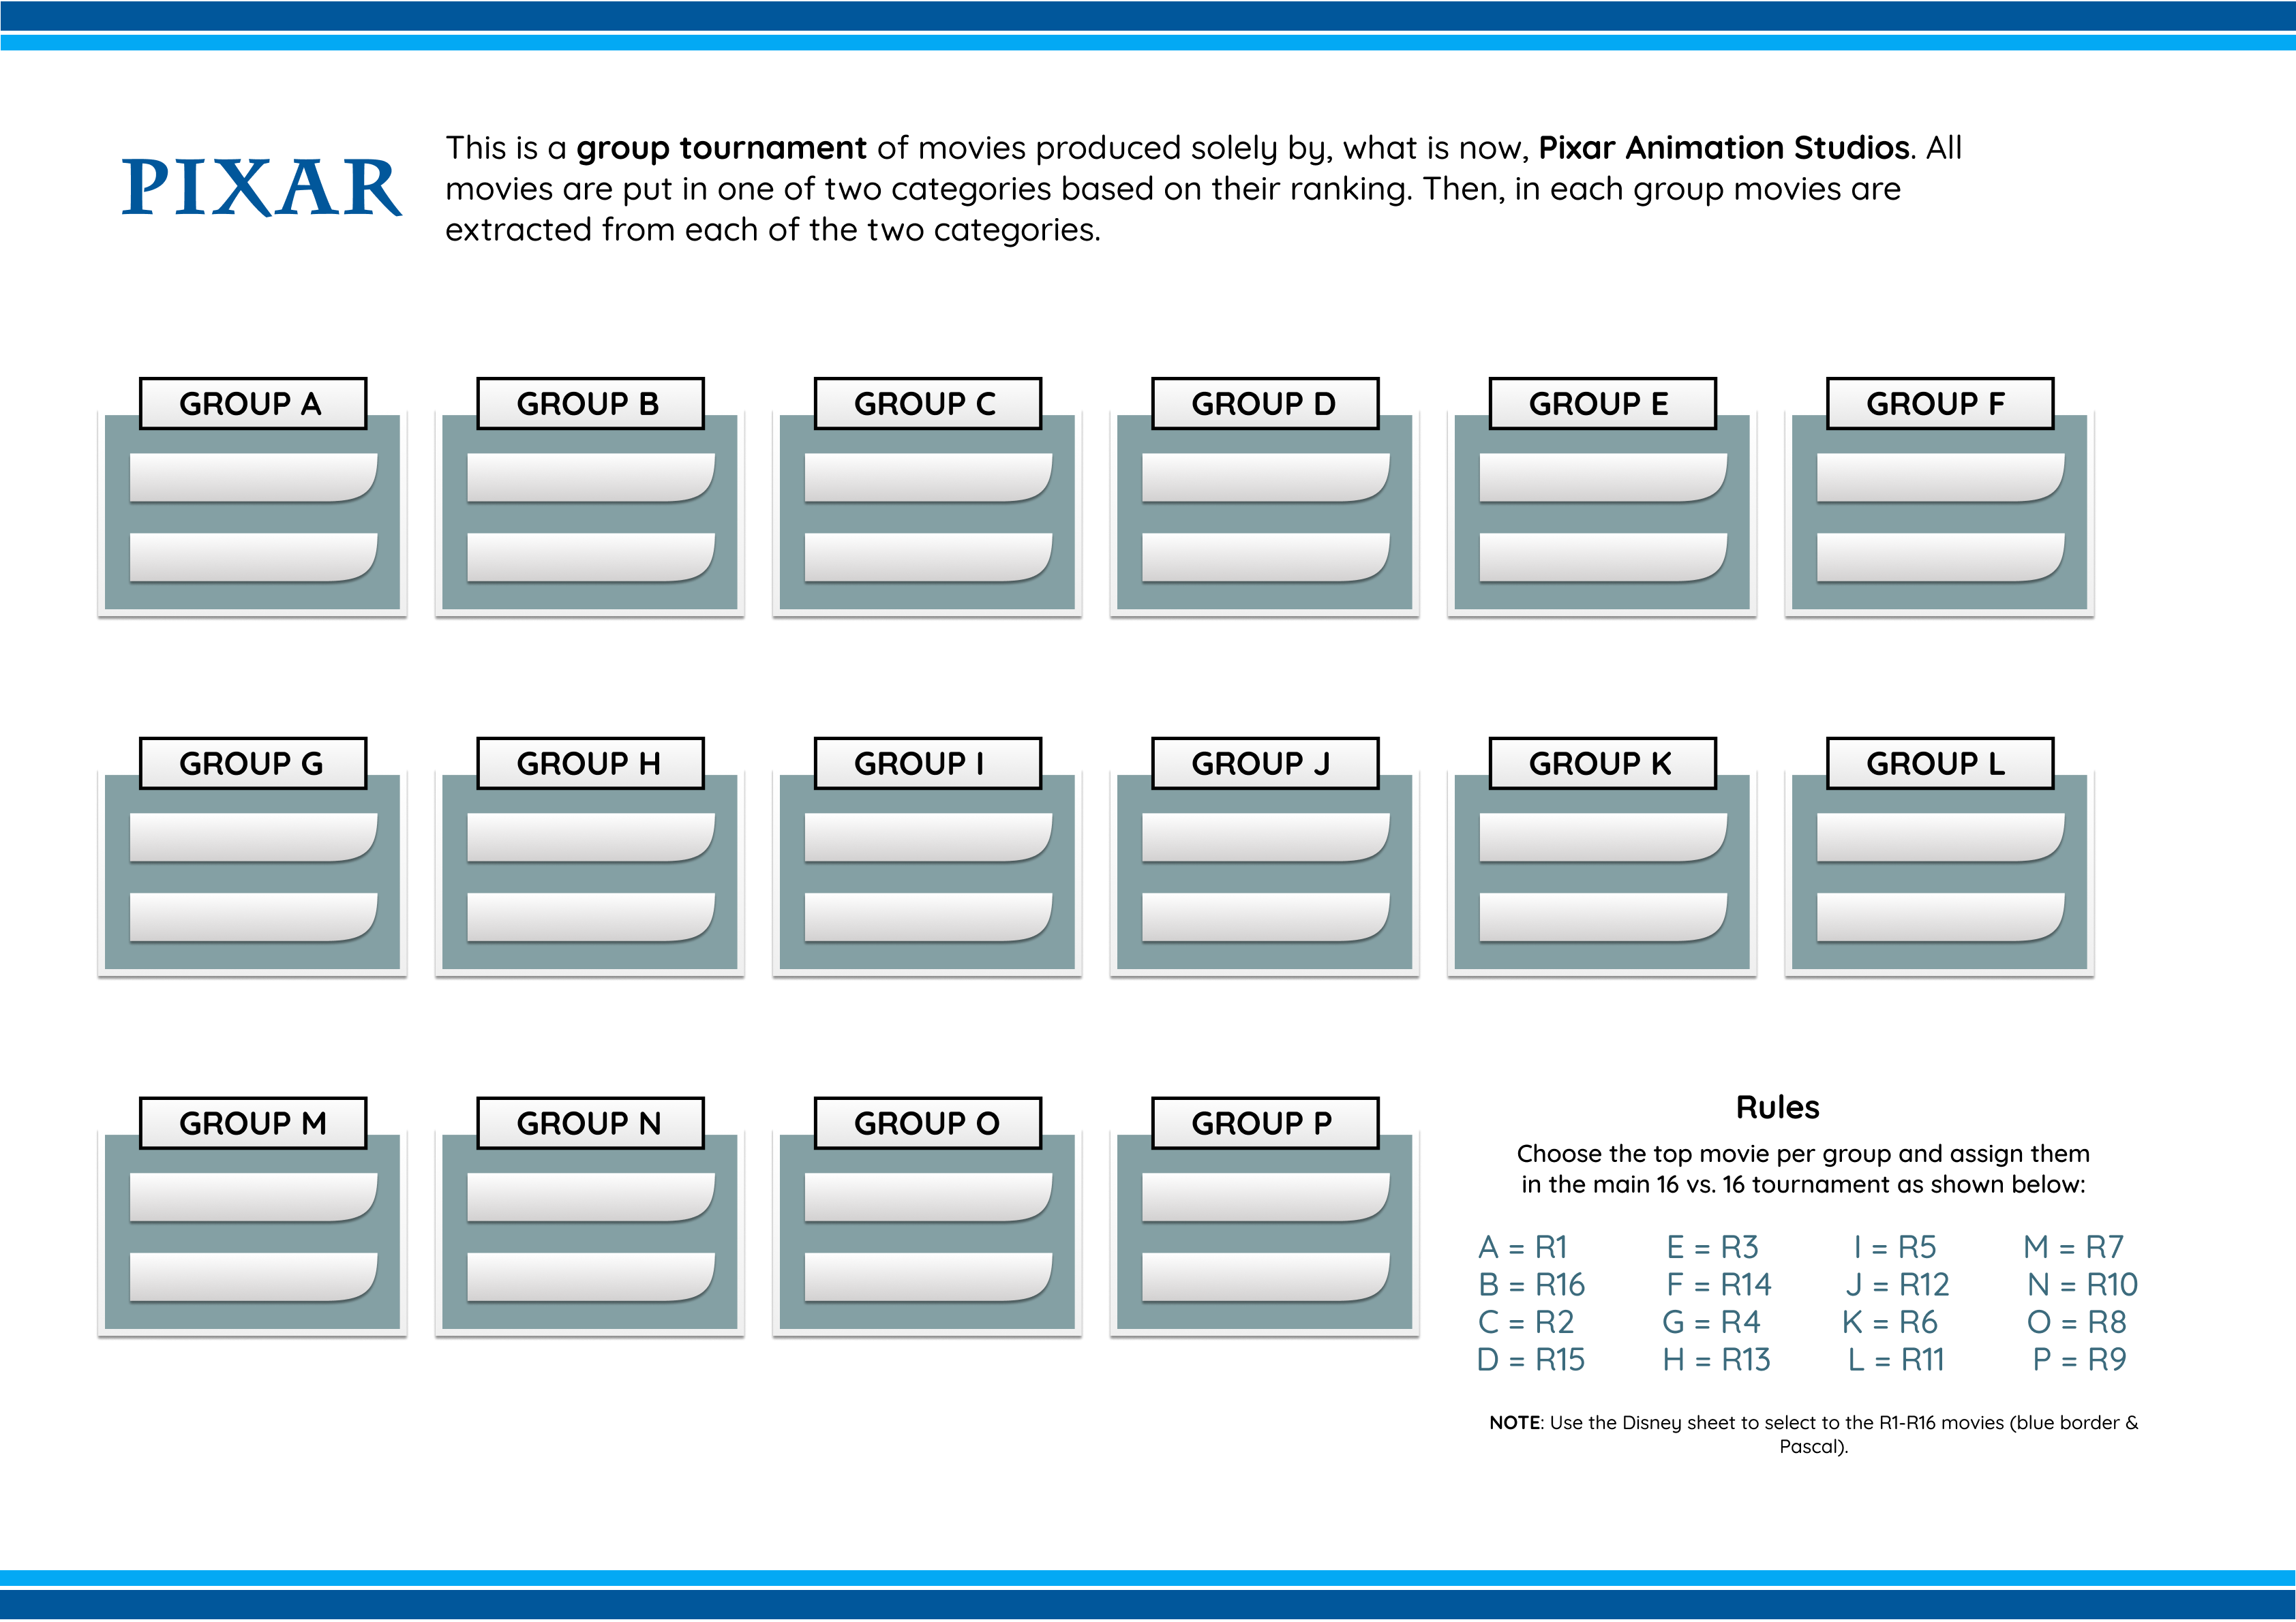 PIXAR
This is a group tournament of movies produced solely by, what is now, Pixar Animation Studios. All
movies are put in one of two categories based on their ranking. Then, in each group movies are
extracted from each of the two categories.
GROUP A
GROUP B
GROUP C
GROUP D
GROUP E
GROUP F
GROUP G
GROUP H
GROUP I
GROUP J
GROUP K
GROUP L
GROUP M
GROUP N
GROUP O
GROUP P
Rules
Choose the top movie per group and assign them
in the main 16 vs. 16 tournament as shown below:
A = R1 E = R3 I = R5 M = R7
B = R16 F = R14 J = R12 N = R10
C = R2 G = R4 K = R6 O = R8
D = R15 H = R13 L = R11 P = R9
NOTE: Use the Disney sheet to select to the R1-R16 movies (blue border &
Pascal).